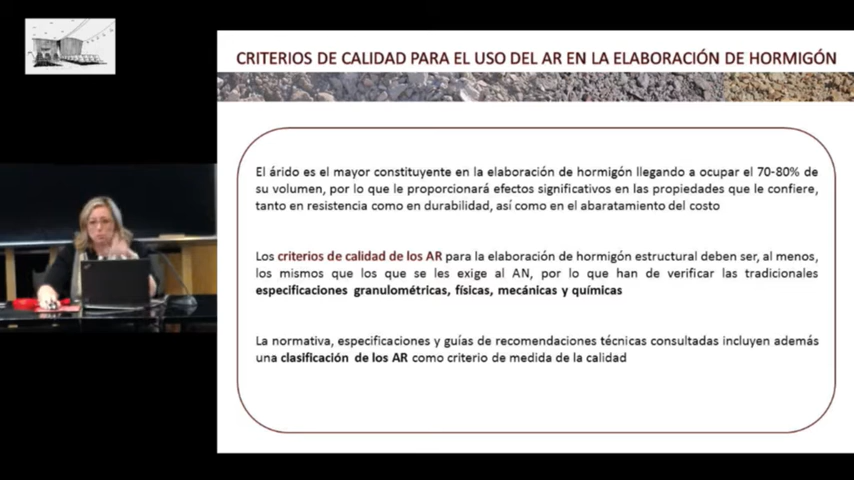 CRITERIOS DE CALIDAD PARA EL USO DEL AR EN LA ELABORACIÓN DE HORMIGÓN
El árido es el mayor constituyente en la elaboración de hormigón llegando a ocupar el 70-80% de
su volumen, por lo que le proporcionará efectos significativos en las propiedades que le confiere,
tanto en resistencia como en durabilidad, así como en el abaratamiento del costo
Los criterios de calidad de los AR para la elaboración de hormigón estructural deben ser, al menos,
los mismos que los que se les exige al AN, por lo que han de verificar las tradicionales
especificaciones granulométricas, físicas, mecánicas y químicas
La normativa, especificaciones y guías de recomendaciones técnicas consultadas incluyen además
una clasificación de los AR como criterio de medida de la calidad